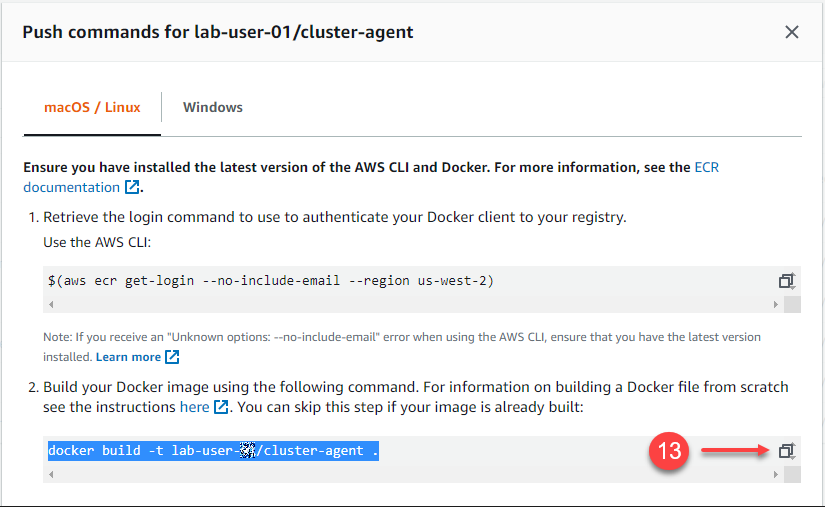 Push commands for lab-user-01/cluster-agent
macOS / Linux
Windows
Ensure you have installed the latest version of the AWS CLI and Docker. For more information, see the ECR
documentation.
1. Retrieve the login command to use to authenticate your Docker client to your registry.
Use the AWS CLI:
$(aws ecr get-login --no-include-email --region us-west-2)
Note: If you receive an "Unknown options: --no-include-email" error when using the AWS CLI, ensure that you have the latest version
installed. Learn more
2. Build your Docker image using the following command. For information on building a Docker file from scratch
see the instructions here. You can skip this step if your image is already built:
docker build -t lab-user-/cluster-agent .
13